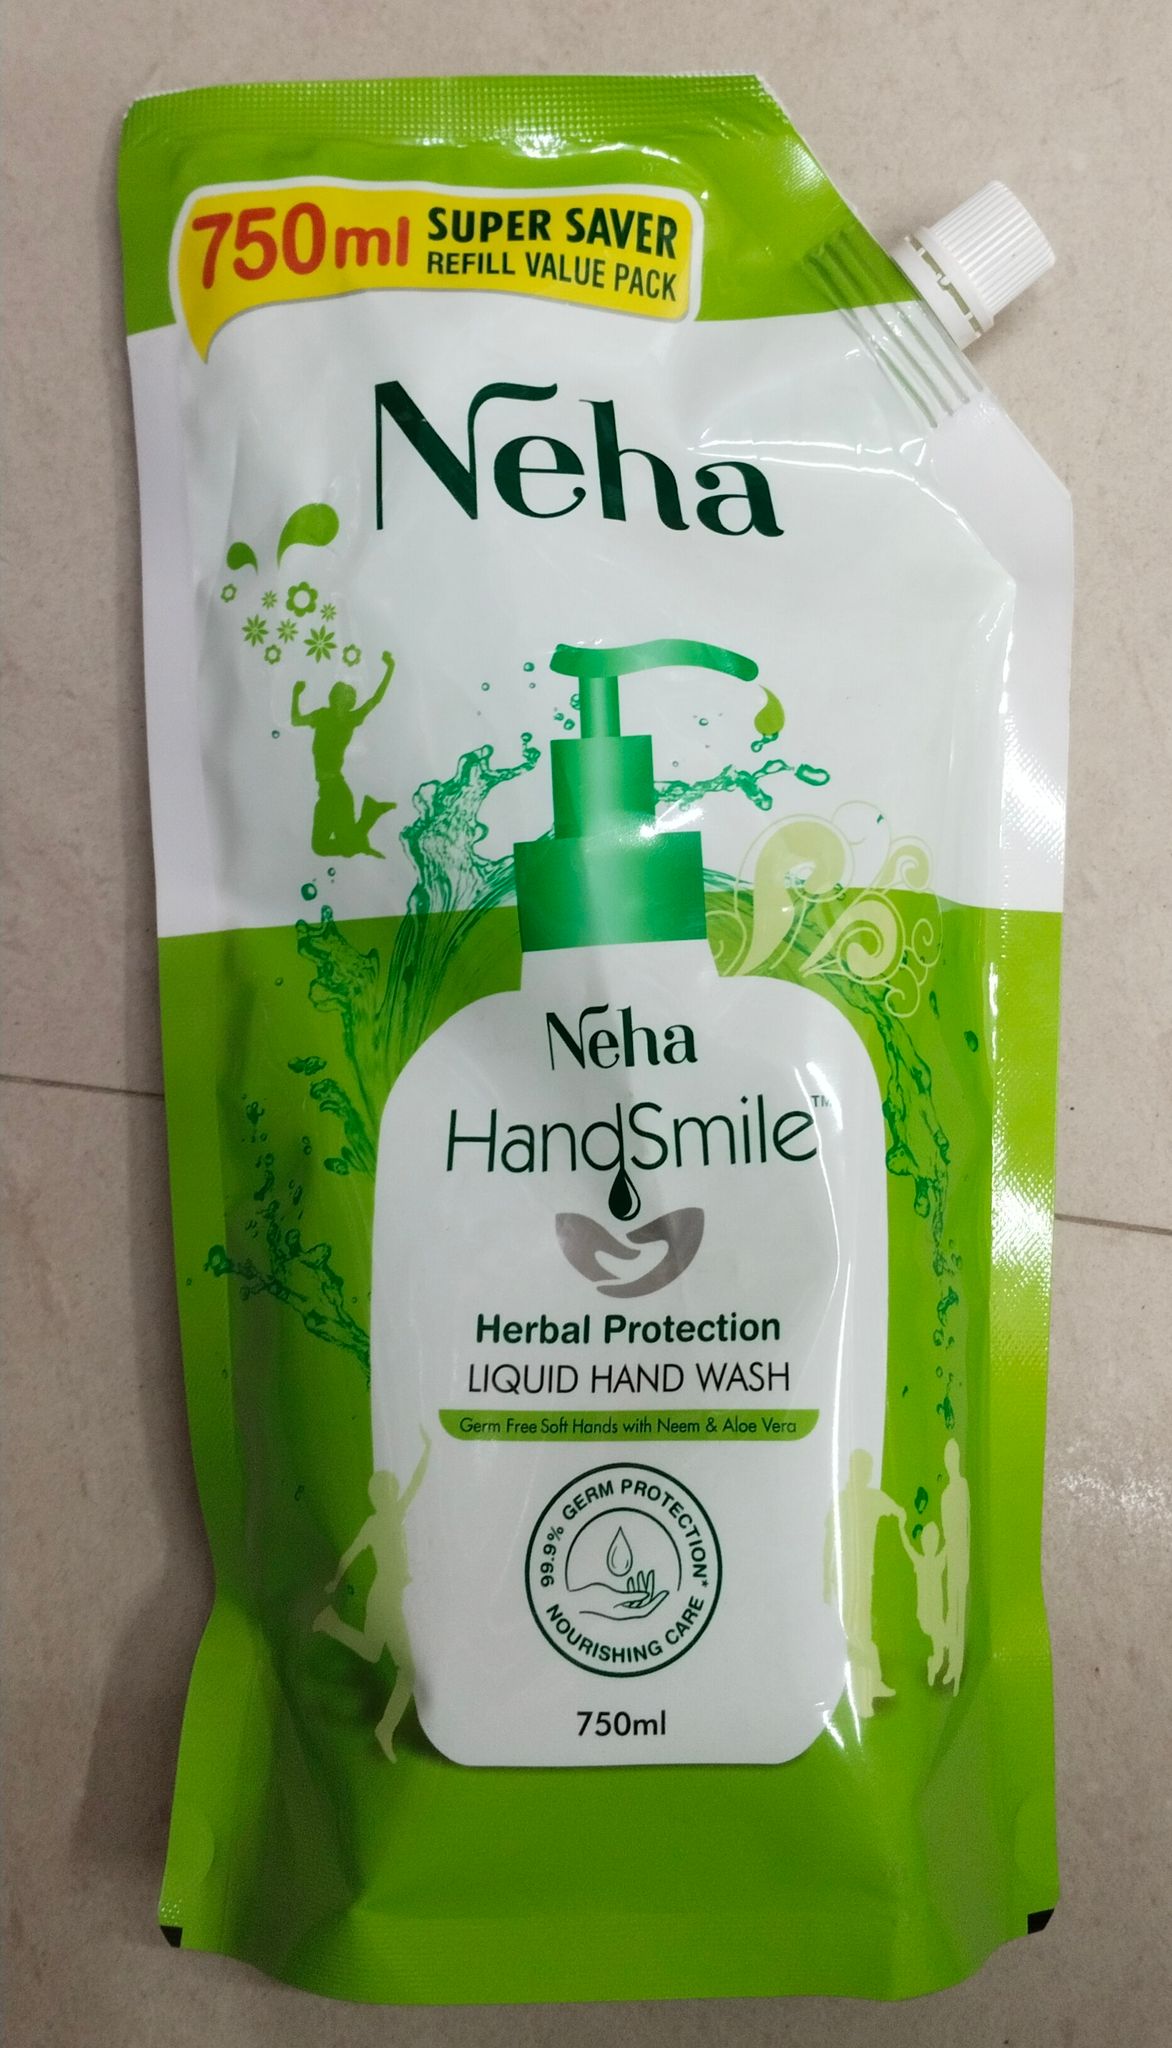 750ml SUPER SAVER
REFILL VALUE PACK
Neha
Neha
HandSmile™
Herbal Protection
LIQUID HAND WASH
Germ Free Soft Hands with Neem & Aloe Vera
99.9% GERM PROTECTION*
NOURISHING CARE
750ml